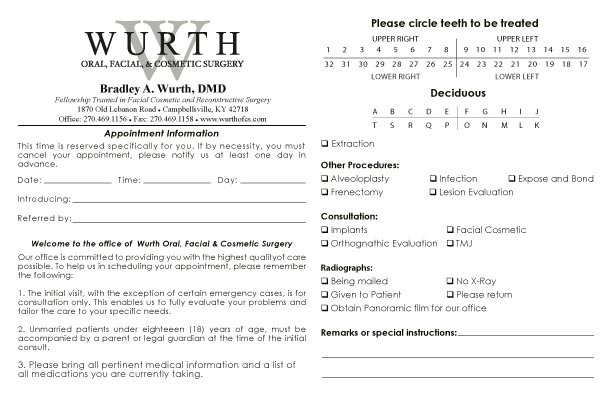 WURTH
ORAL, FACIAL, & COSMETIC SURGERY
Bradley A. Wurth, DMD
Fellowship Trained in Facial Cosmetic and Reconstructive Surgery
1870 Old Lebanon Road • Campbellsville, KY 42718
Office: 270.469.1156 • Fax: 270.469.1158 • www.wurthofcs.com
Appointment Information
This time is reserved specifically for you. If by necessity, you must
cancel your appointment, please notify us at least one day in
advance.
Date: Time: Day:
Introducing:
Referred by:
Welcome to the office of Wurth Oral, Facial & Cosmetic Surgery
Our office is committed to providing you with the highest qualityof care
possible. To help us in scheduling your appointment, please remember
the following:
1. The initial visit, with the exception of certain emergency cases, is for
consultation only. This enables us to fully evaluate your problems and
tailor the care to your specific needs.
2. Unmarried patients under eighteeen (18) years of age, must be
accompanied by a parent or legal guardian at the time of the initial
consult.
3. Please bring all pertinent medical information and a list of
all medications you are currently taking.
Please circle teeth to be treated
UPPER RIGHT UPPER LEFT
1 2 3 4 5 6 7 8 9 10 11 12 13 14 15 16
32 31 30 29 28 27 26 25 24 23 22 21 20 19 18 17
LOWER RIGHT LOWER LEFT
Deciduous
A B C D E F G H I J
T S R Q P O N M L K
Extraction
Other Procedures:
Alveoloplasty Infection Expose and Bond
Frenectomy Lesion Evaluation
Consultation:
Implants Facial Cosmetic
Orthognathic Evaluation TMJ
Radiographs:
Being mailed No X-Ray
Given to Patient Please return
Obtain Panoramic film for our office
Remarks or special instructions: